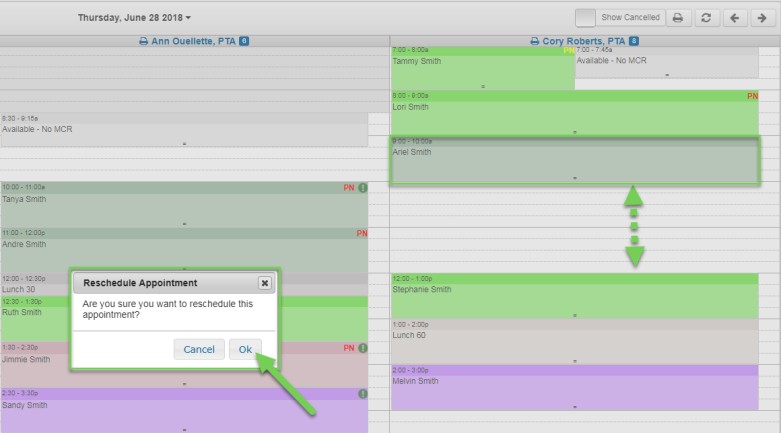 Thursday, June 28 2018
Show Cancelled
Ann Ouellette, PTA 6
Cory Roberts, PTA 8
7:00 - 8:00a PN
Tammy Smith
7:00 - 7:45a
Available - No MCR
8:00 - 9:00a PN
Lori Smith
8:30 - 9:15a
Available - No MCR
9:00 - 10:00a
Ariel Smith
10:00 - 11:00a PN
Tanya Smith
11:00 - 12:00p PN
Andre Smith
12:00 - 12:30p
Lunch 30
12:30 - 1:30p
Ruth Smith
1:30 - 2:30p PN
Jimmie Smith
2:30 - 3:30p
Sandy Smith
Reschedule Appointment
Are you sure you want to reschedule this
appointment?
Cancel Ok
12:00 - 1:00p
Stephanie Smith
1:00 - 2:00p
Lunch 60
2:00 - 3:00p
Melvin Smith